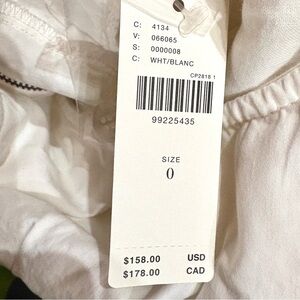 C: 4134
V: 066065
S: 0000008
C: WHT/BLANC
CP2818 1
99225435
SIZE
0
$158.00 USD
$178.00 CAD